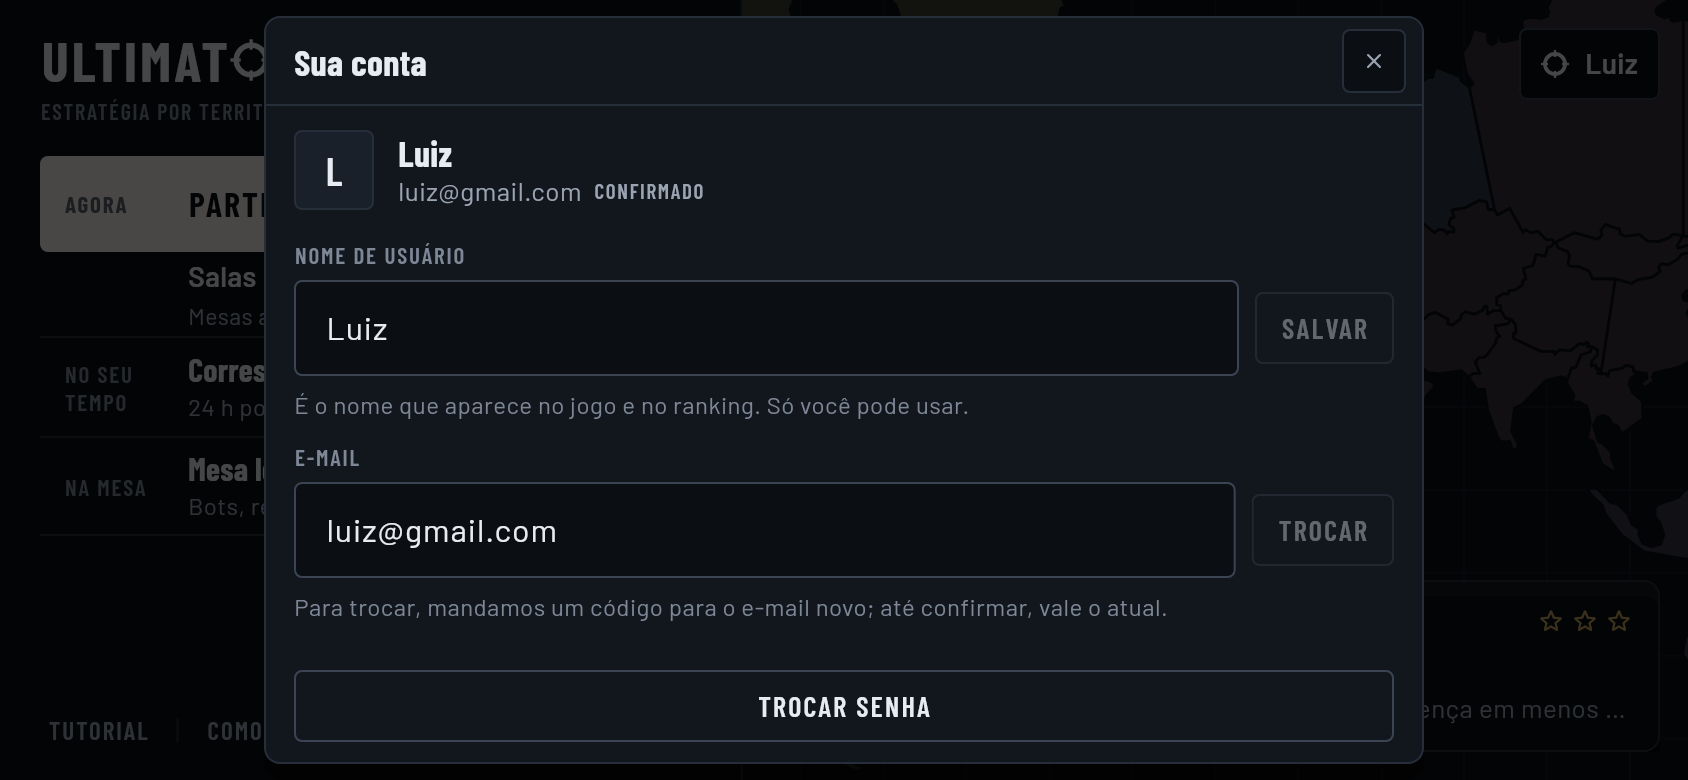 ULTIMAT
ESTRATÉGIA POR TERRIT
AGORA
PARTI
Salas
Mesas a
NO SEU
TEMPO
Corres
24 h po
NA MESA
Mesa l
Bots, re
TUTORIAL
COMO
Sua conta
×
L
Luiz
luiz@gmail.com CONFIRMADO
NOME DE USUÁRIO
Luiz
SALVAR
É o nome que aparece no jogo e no ranking. Só você pode usar.
E-MAIL
luiz@gmail.com
TROCAR
Para trocar, mandamos um código para o e-mail novo; até confirmar, vale o atual.
TROCAR SENHA
Luiz
ença em menos ...